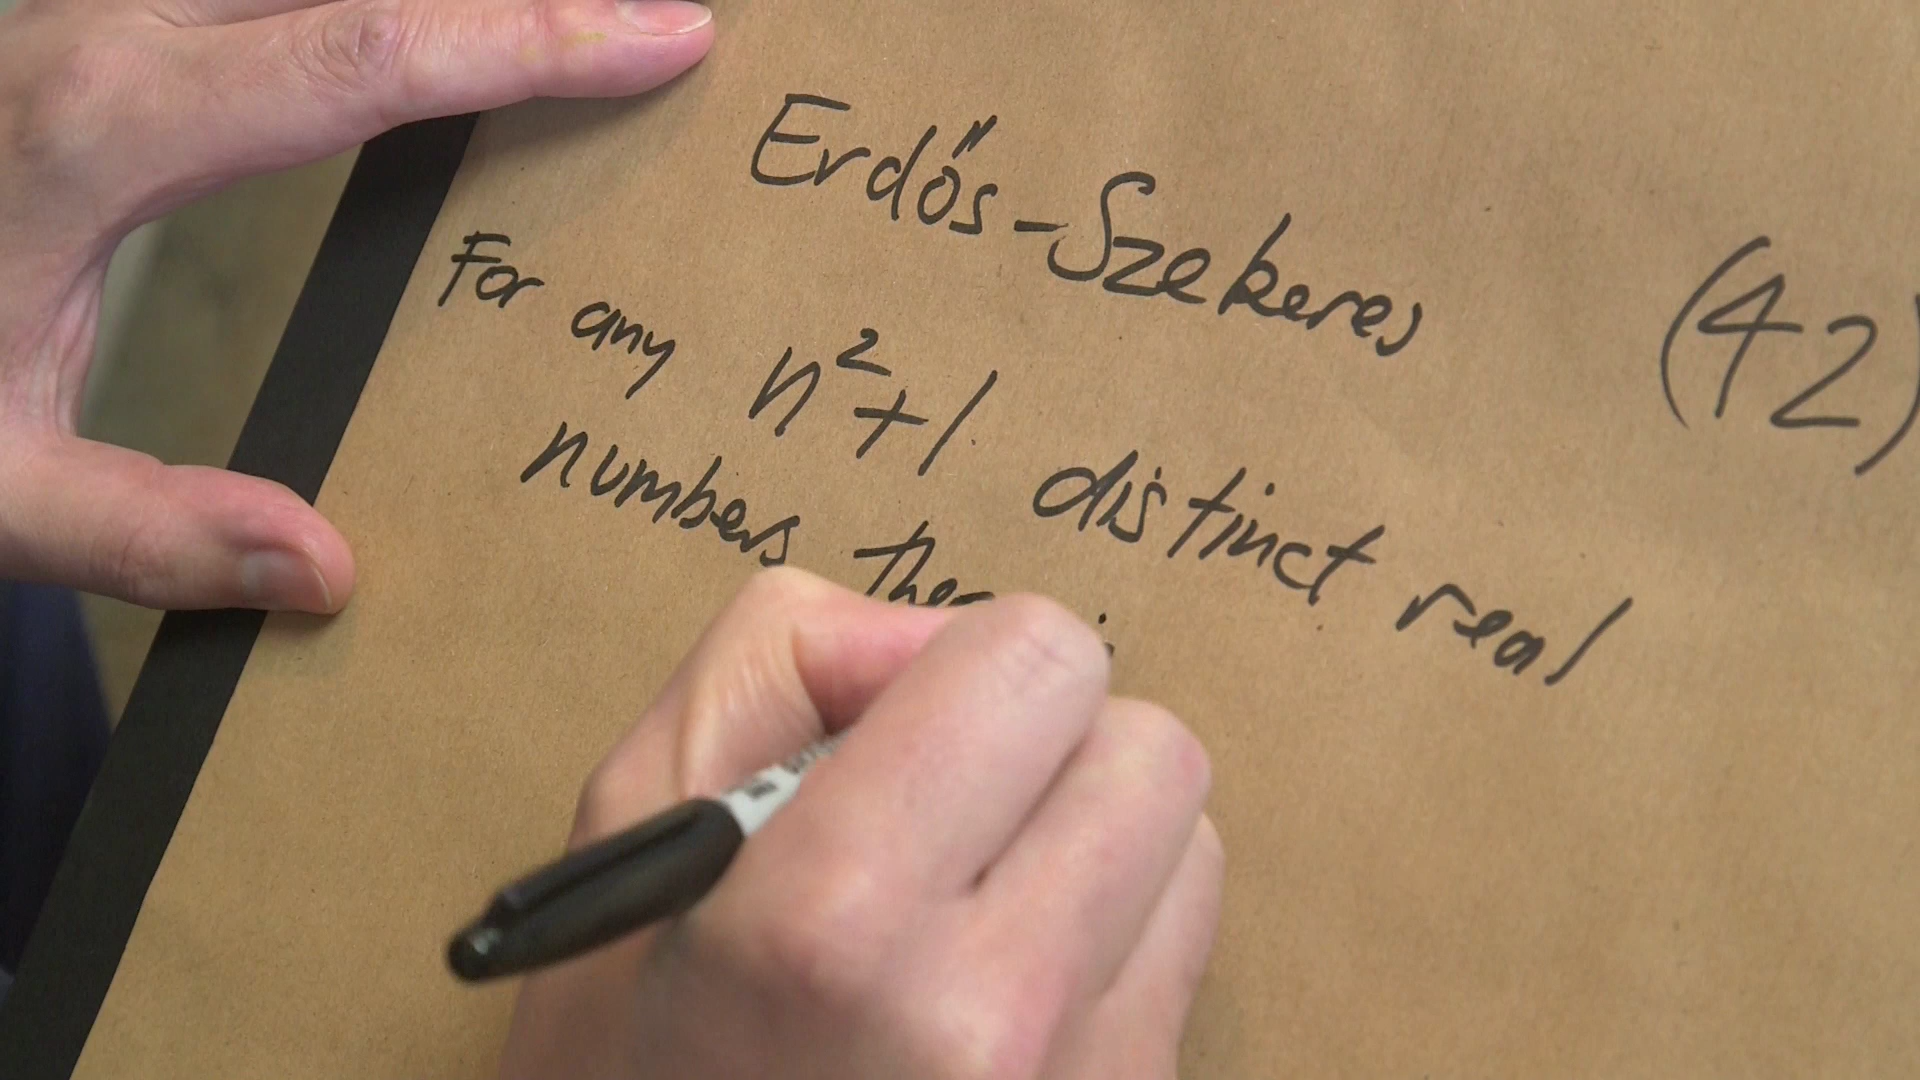 Erdős-Szekeres (42)
For any n²+1 distinct real
numbers